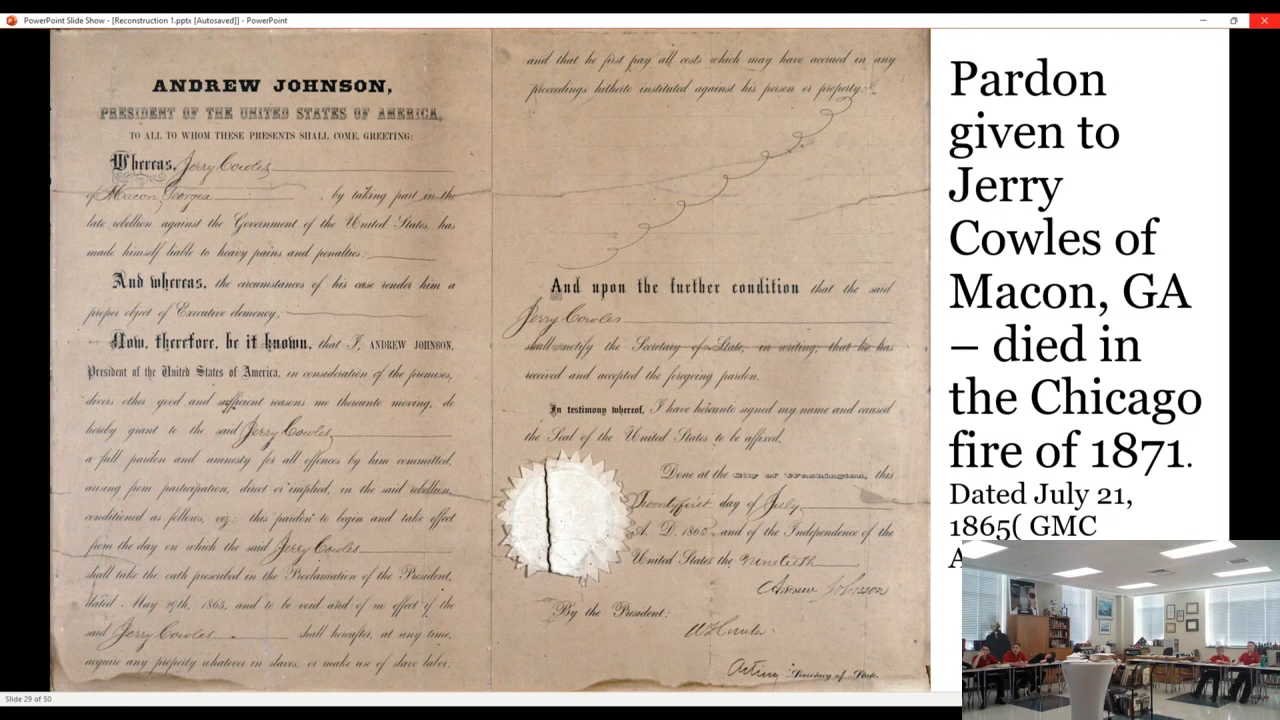 PowerPoint Slide Show - [Reconstruction 1.pptx [Autosaved]] - PowerPoint
ANDREW JOHNSON,
PRESIDENT OF THE UNITED STATES OF AMERICA,
TO ALL TO WHOM THESE PRESENTS SHALL COME, GREETING:
Whereas, Jerry Cowles
of Macon, Georgia, by taking part in the
late rebellion against the Government of the United States, has
made himself liable to heavy pains and penalties;
And whereas, the circumstances of his case render him a
proper object of Executive clemency;
Now, therefore, be it known, that I, ANDREW JOHNSON,
President of the United States of America, in consideration of the premises,
divers other good and sufficient reasons me thereunto moving, do
hereby grant to the said Jerry Cowles
a full pardon and amnesty for all offences by him committed,
arising from participation, direct or implied, in the said rebellion,
conditioned as follows, viz: this pardon to begin and take effect
from the day on which the said Jerry Cowles
shall take the oath prescribed in the Proclamation of the President,
dated May 29th, 1865, and to be void and of no effect if the
said Jerry Cowles shall hereafter, at any time,
acquire any property whatever in slaves, or make use of slave labor;
and that he first pay all costs which may have accrued in any
proceedings hitherto instituted against his person or property;
And upon the further condition that the said
Jerry Cowles
shall notify the Secretary of State, in writing, that he has
received and accepted the foregoing pardon.
In testimony whereof, I have hereunto signed my name and caused
the Seal of the United States to be affixed.
Done at the City of Washington, this
Twenty first day of July,
A. D. 1865, and of the Independence of the
United States the Ninetieth
Andrew Johnson
By the President:
W Hunter
Acting Secretary of State.
Pardon
given to
Jerry
Cowles of
Macon, GA
– died in
the Chicago
fire of 1871.
Dated July 21,
1865( GMC
Slide 29 of 50